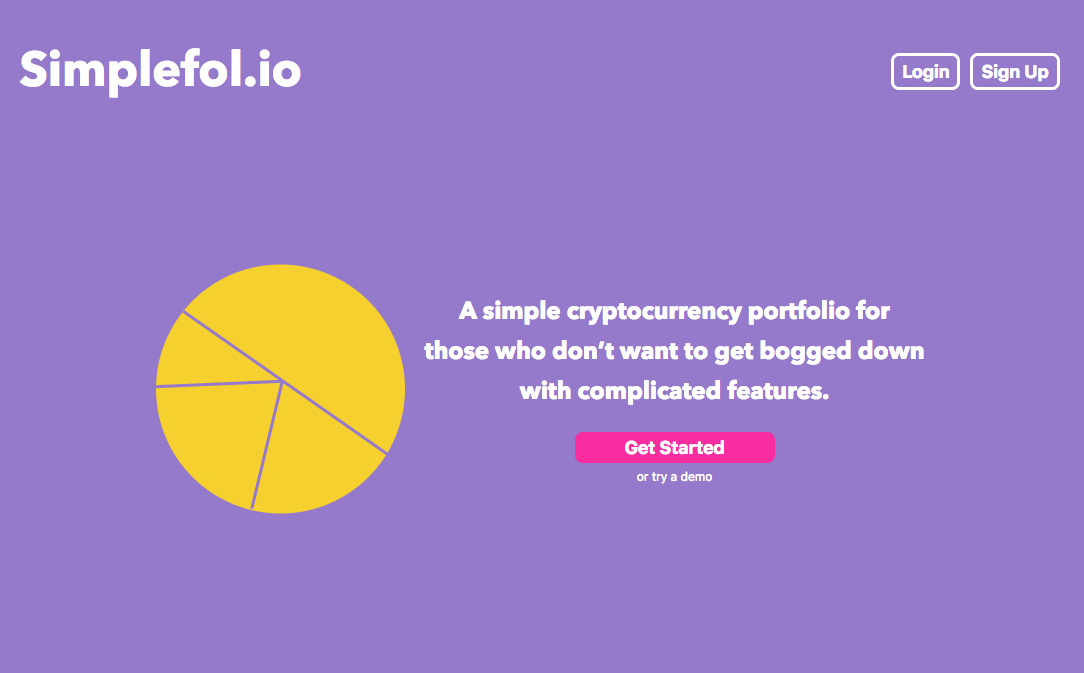 Simplefol.io
Login
Sign Up
A simple cryptocurrency portfolio for
those who don’t want to get bogged down
with complicated features.
Get Started
or try a demo